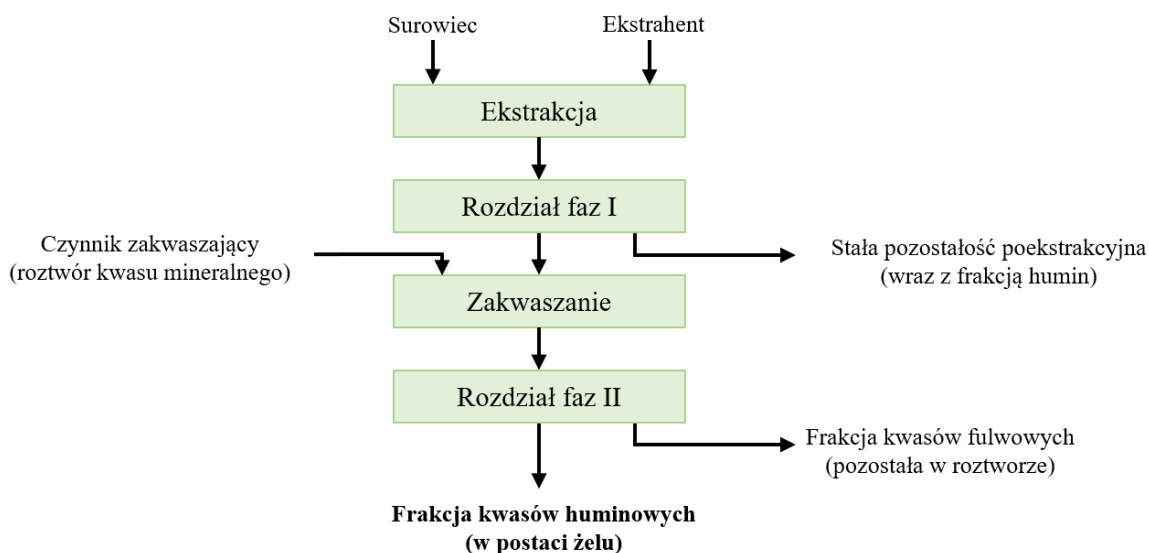 Surowiec
Ekstrahent
Ekstrakcja
Rozdział faz I
Czynnik zakwaszający
(roztwór kwasu mineralnego)
Stała pozostałość poekstrakcyjna
(wraz z frakcją humin)
Zakwaszanie
Rozdział faz II
Frakcja kwasów fulwowych
(pozostała w roztworze)
Frakcja kwasów huminowych
(w postaci żelu)